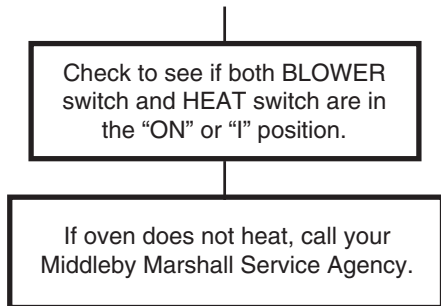 Check to see if both BLOWER
switch and HEAT switch are in
the “ON” or “I” position.
If oven does not heat, call your
Middleby Marshall Service Agency.